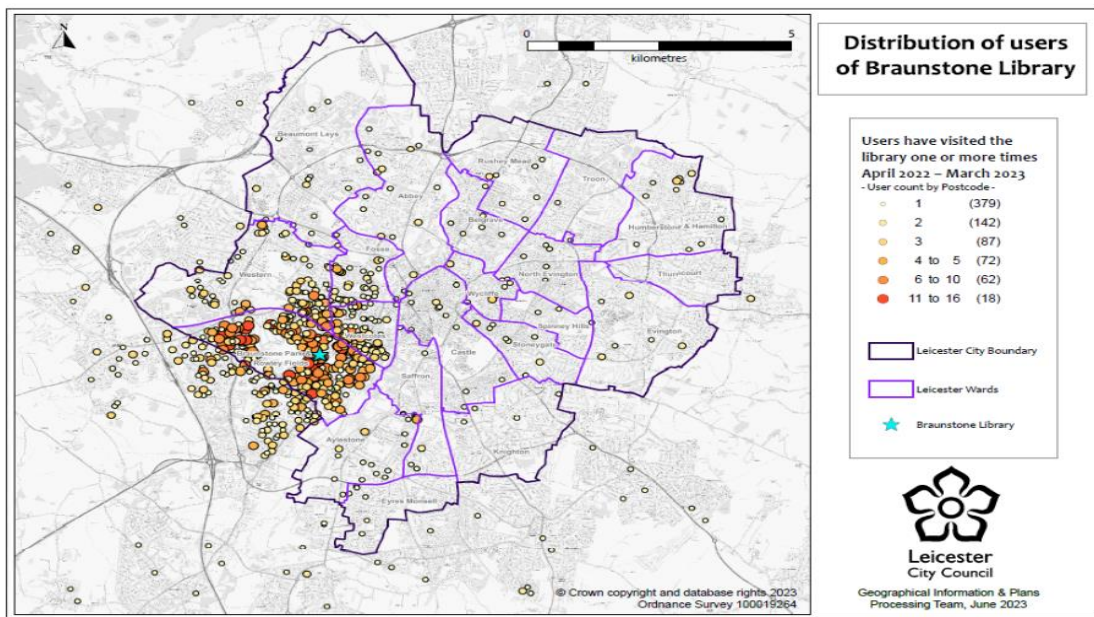 Distribution of users
of Braunstone Library
N
0 5
kilometres
Users have visited the
library one or more times
April 2022 – March 2023
- User count by Postcode -
1 (379)
2 (142)
3 (87)
4 to 5 (72)
6 to 10 (62)
11 to 16 (18)
Leicester City Boundary
Leicester Wards
Braunstone Library
Leicester
City Council
Geographical Information & Plans
Processing Team, June 2023
Beaumont Leys
Rushey Mead
Troon
Abbey
Belgrave
Humberstone & Hamilton
Fosse
Western
North Evington
Thurncourt
Wycliffe
Spinney Hills
Evington
Stoneygate
Westcotes
Braunstone Park
Rowley Fields
Castle
Saffron
Aylestone
Knighton
Eyres Monsell
© Crown copyright and database rights 2023
Ordnance Survey 100019264